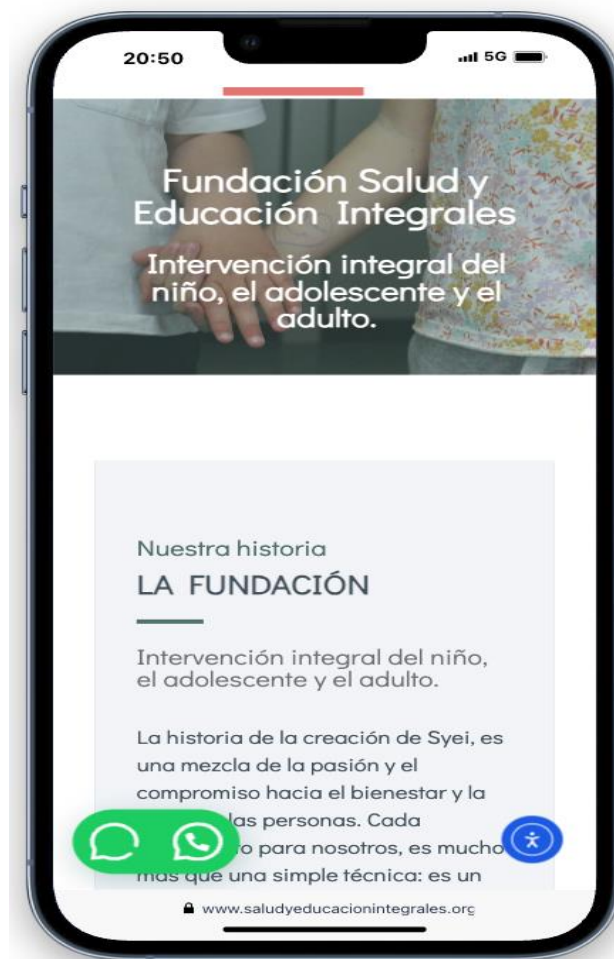 20:50
5G
Fundación Salud y
Educación Integrales
Intervención integral del
niño, el adolescente y el
adulto.
Nuestra historia
LA FUNDACIÓN
Intervención integral del niño,
el adolescente y el adulto.
La historia de la creación de Syei, es
una mezcla de la pasión y el
compromiso hacia el bienestar y la
las personas. Cada
para nosotros, es mucho
más que una simple técnica: es un
www.saludyeducacionintegrales.org